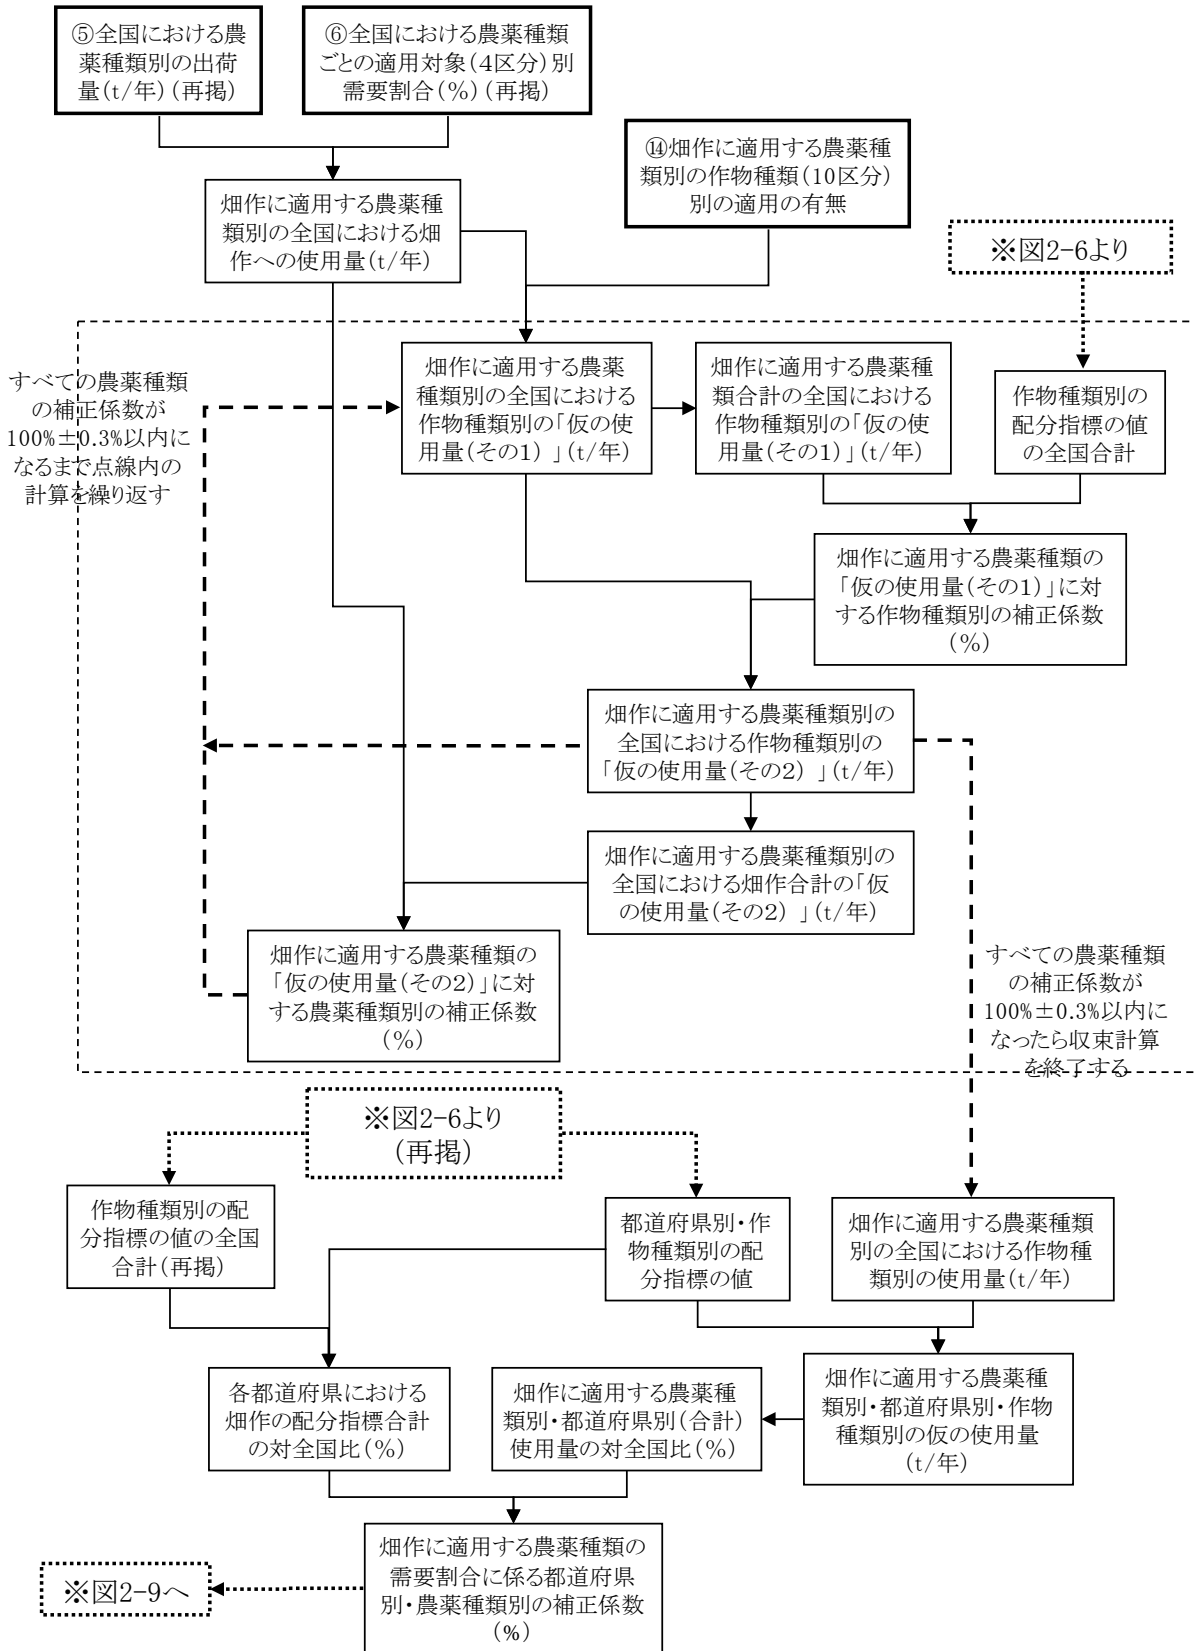 ⑤全国における農
薬種類別の出荷
量(t/年)(再掲)
⑥全国における農薬種類
ごとの適用対象(4区分)別
需要割合(%)(再掲)
⑭畑作に適用する農薬種
類別の作物種類(10区分)
別の適用の有無
畑作に適用する農薬種
類別の全国における畑
作への使用量(t/年)
※図2-6より
すべての農薬種類
の補正係数が
100%±0.3%以内に
なるまで点線内の
計算を繰り返す
畑作に適用する農薬
種類別の全国における
作物種類別の「仮の使
用量(その1)」(t/年)
畑作に適用する農薬種
類合計の全国における
作物種類別の「仮の使
用量(その1)」(t/年)
作物種類別の
配分指標の値
の全国合計
畑作に適用する農薬種類の
「仮の使用量(その1)」に対
する作物種類別の補正係数
(%)
畑作に適用する農薬種類別の
全国における作物種類別の
「仮の使用量(その2)」(t/年)
畑作に適用する農薬種類別の
全国における畑作合計の「仮
の使用量(その2)」(t/年)
畑作に適用する農薬種類の
「仮の使用量(その2)」に対
する農薬種類別の補正係数
(%)
すべての農薬種類
の補正係数が
100%±0.3%以内に
なったら収束計算
を終了する
※図2-6より
(再掲)
作物種類別の配
分指標の値の全国
合計(再掲)
都道府県別・作
物種類別の配
分指標の値
畑作に適用する農薬種類
別の全国における作物種
類別の使用量(t/年)
各都道府県における
畑作の配分指標合計
の対全国比(%)
畑作に適用する農薬種
類別・都道府県別(合計)
使用量の対全国比(%)
畑作に適用する農薬種
類別・都道府県別・作物
種類別の仮の使用量
(t/年)
畑作に適用する農薬種類の
需要割合に係る都道府県
別・農薬種類別の補正係数
(%)
※図2-9へ